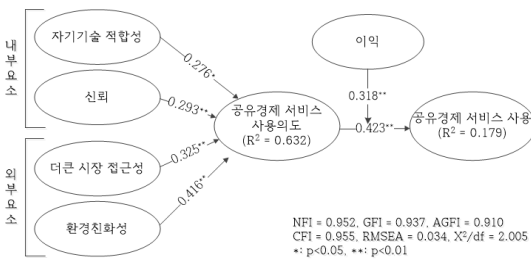 내부요소
자기기술 적합성
신뢰
외부요소
더큰 시장 접근성
환경친화성
0.276*
0.293**
0.325**
0.416**
공유경제 서비스
사용의도
(R² = 0.632)
이익
0.318**
0.423**
공유경제 서비스 사용
(R² = 0.179)
NFI = 0.952, GFI = 0.937, AGFI = 0.910
CFI = 0.955, RMSEA = 0.034, X²/df = 2.005
*: p<0.05, **: p<0.01